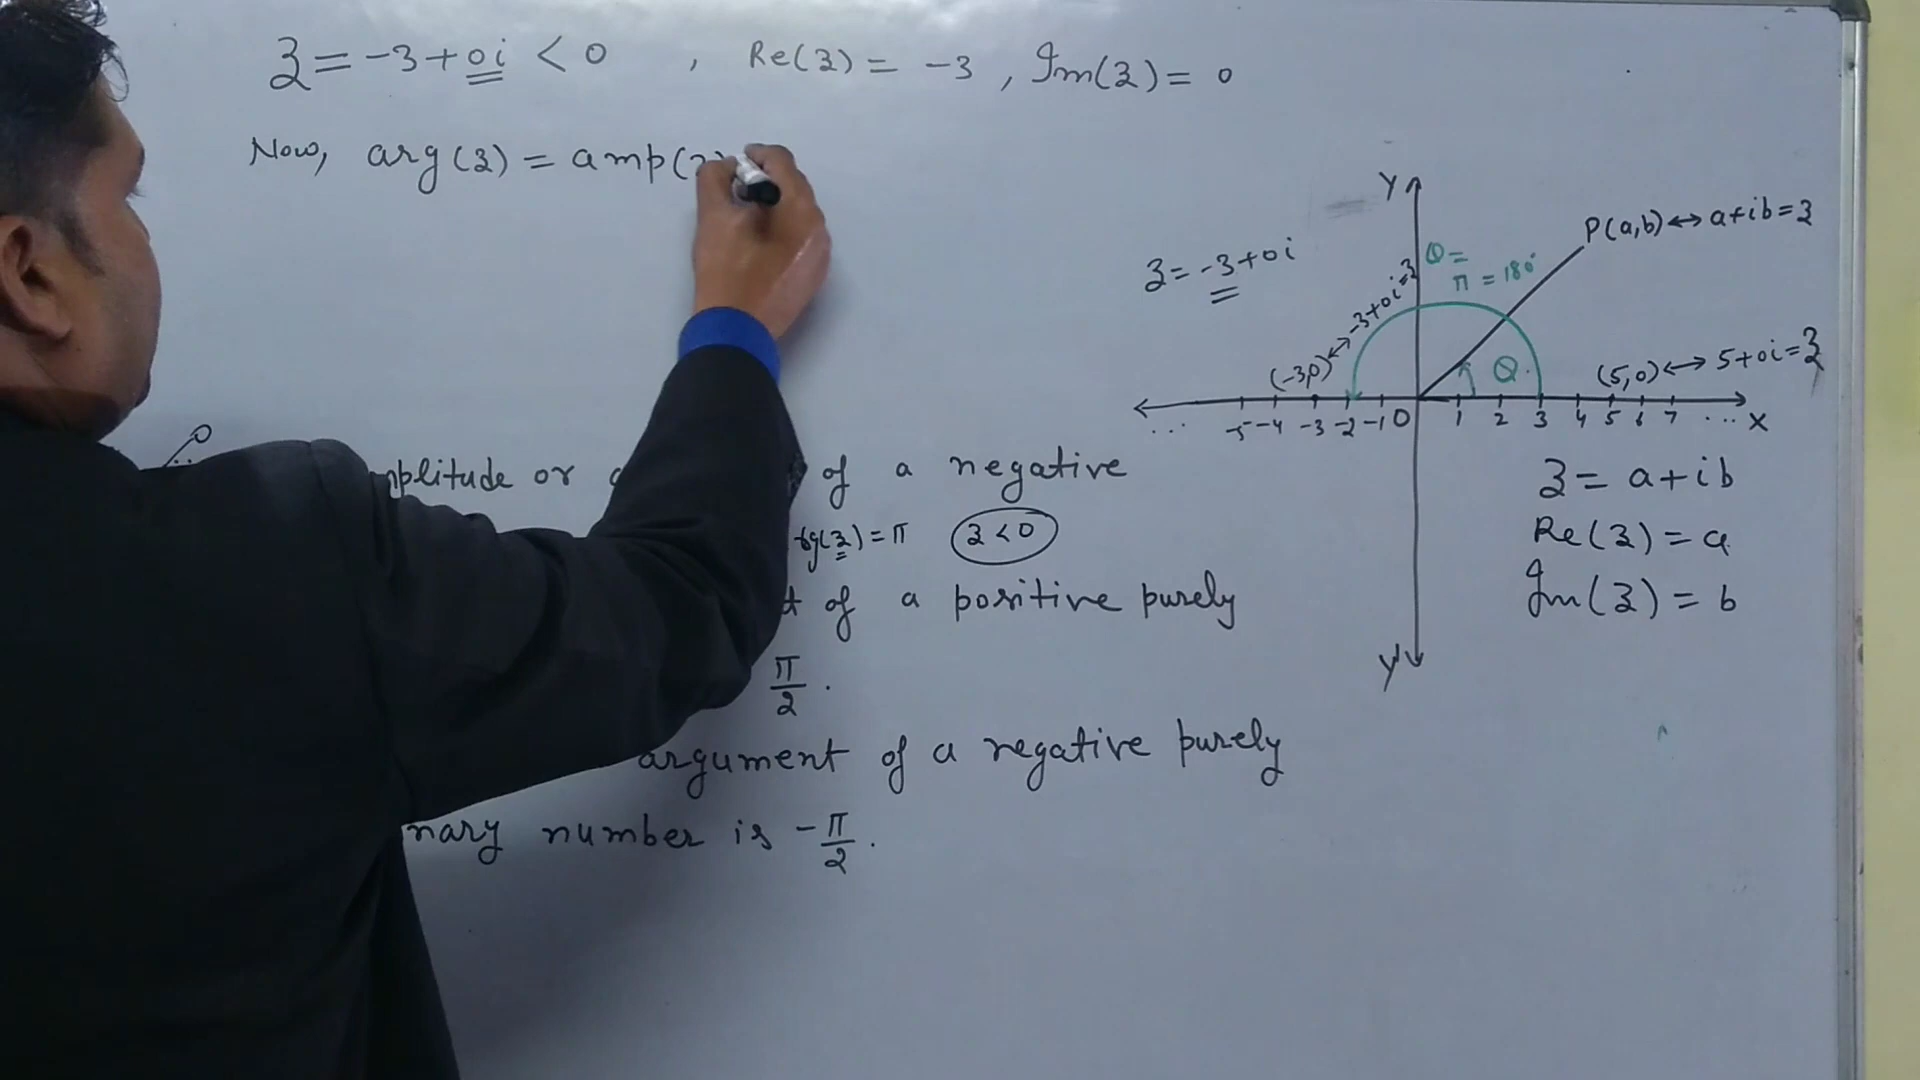 z = -3+0i < 0 , Re(z) = -3 , Im(z) = 0
Now, arg(z) = amp(z)
or of a negative
arg(z) = π z < 0
of a positive purely
π/2 .
argument of a negative purely
number is -π/2 .
z = -3+0i
Y
P(a,b) ↔ a+ib = z
θ =
π = 180°
(-3,0) ↔ -3+0i = z
θ
(5,0) ↔ 5+0i = z
... -5 -4 -3 -2 -1 0 1 2 3 4 5 6 7 ... X
Y'
z = a+ib
Re(z) = a
Im(z) = b